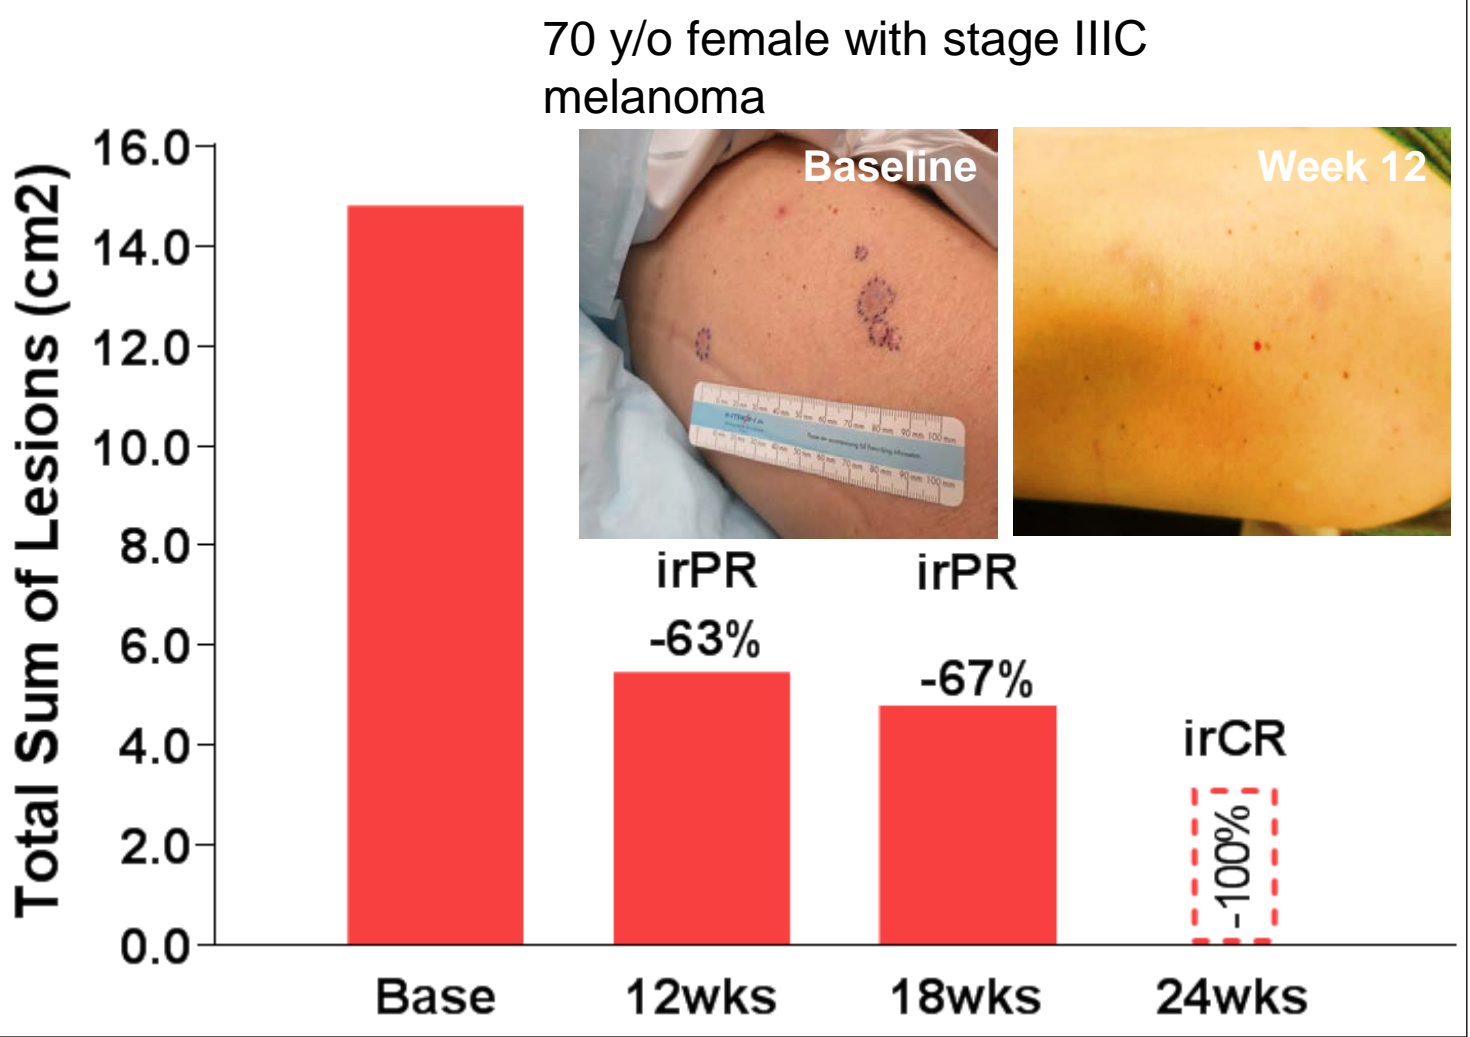 70 y/o female with stage IIIC
melanoma
Total Sum of Lesions (cm2)
16.0
14.0
12.0
10.0
8.0
6.0
4.0
2.0
0.0
Baseline
Week 12
irPR
-63%
irPR
-67%
irCR
-100%
Base
12wks
18wks
24wks